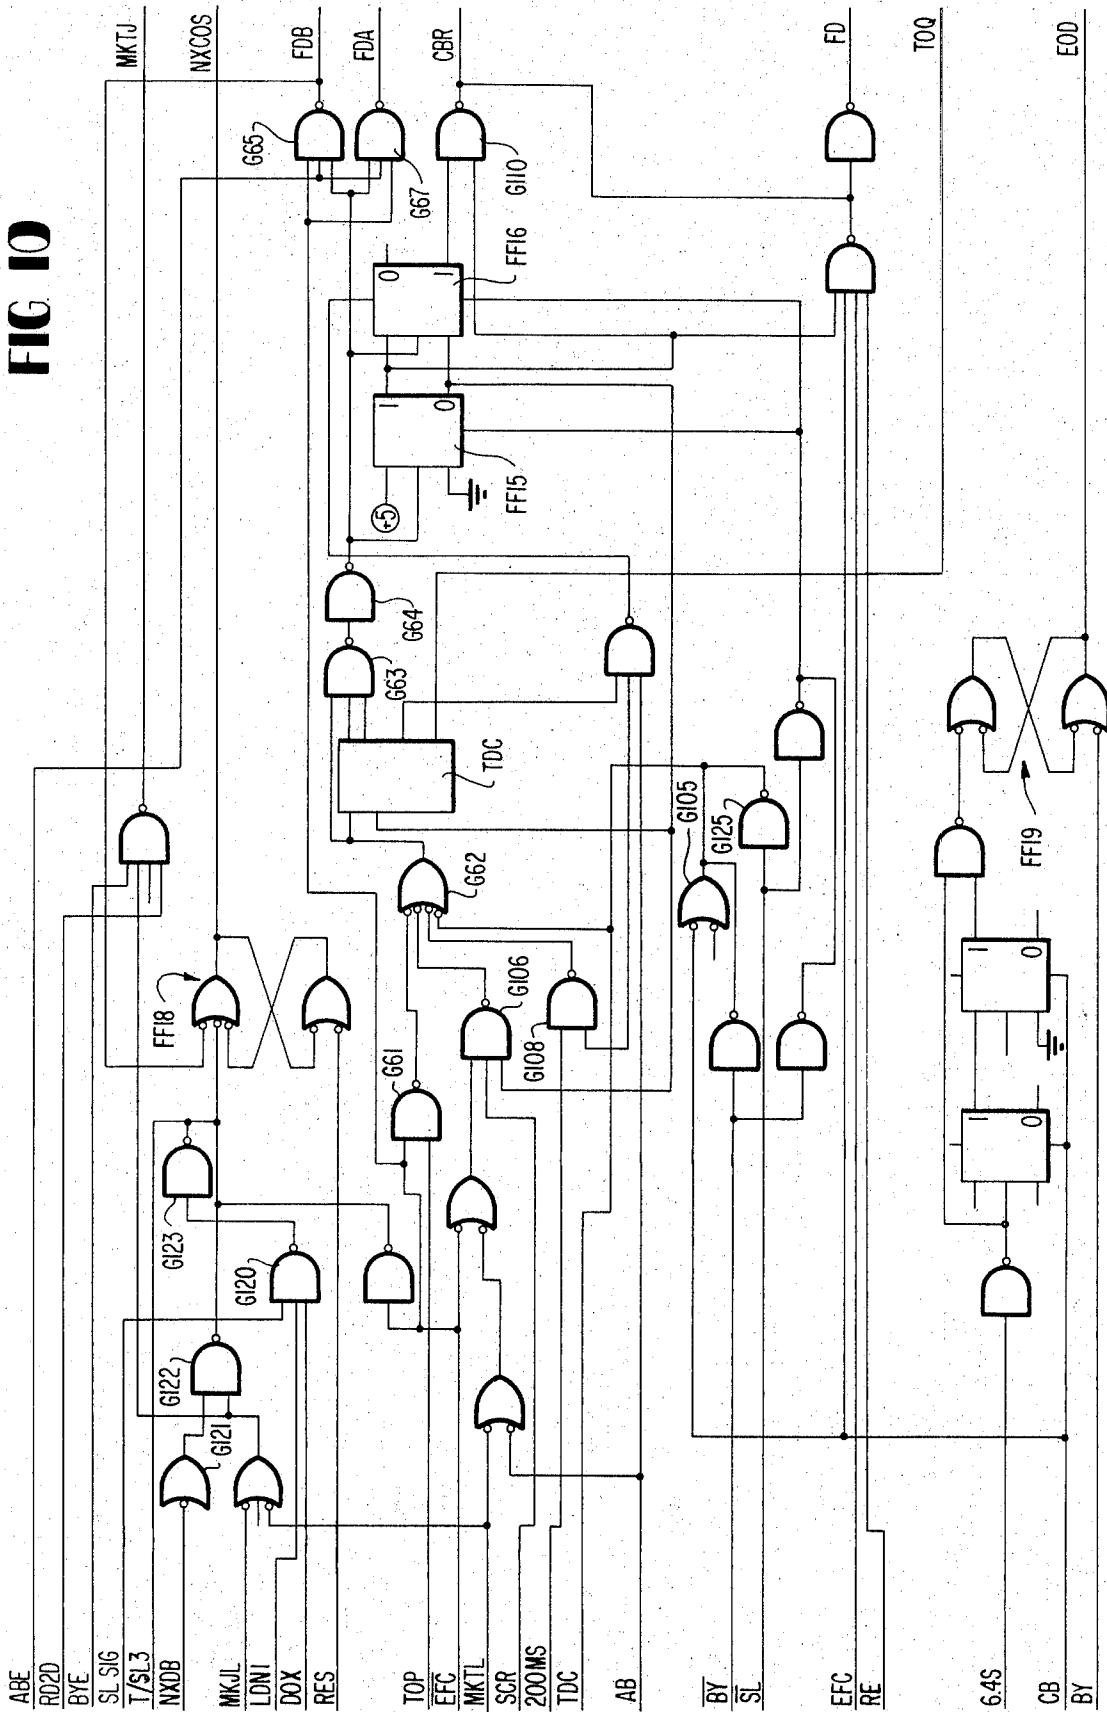 FIG 10
ABE
RD2D
BYE
SL SIG
T/SL3
NXDB
MKJL
LDN1
DOX
RES
TOP
E̅F̅C̅
MKTL
SCR
200MS
TDC
AB
B̅Y̅
S̅L̅
EFC
RE
6.4S
CB
BY
G121
G122
G120
G123
FF18
G61
G106
G108
G62
TDC
G63
G64
G105
G125
+5
1
0
FF15
0
1
FF16
G65
G67
G110
1
0
1
0
FF19
MKTJ
NXCOS
FDB
FDA
CBR
FD
TOQ
EOD